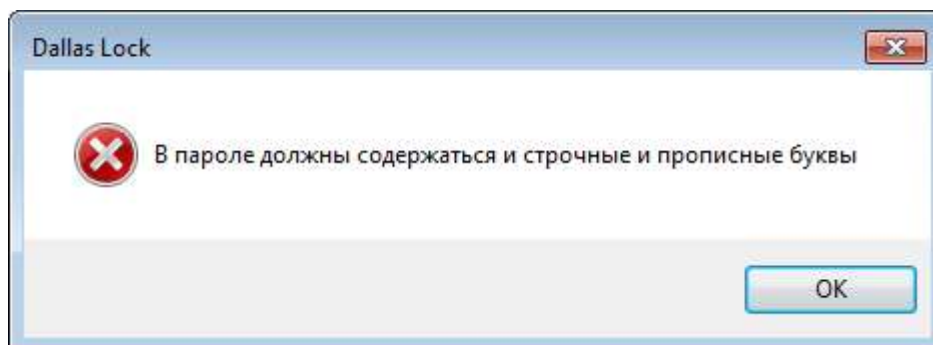 Dallas Lock
В пароле должны содержаться и строчные и прописные буквы
OK